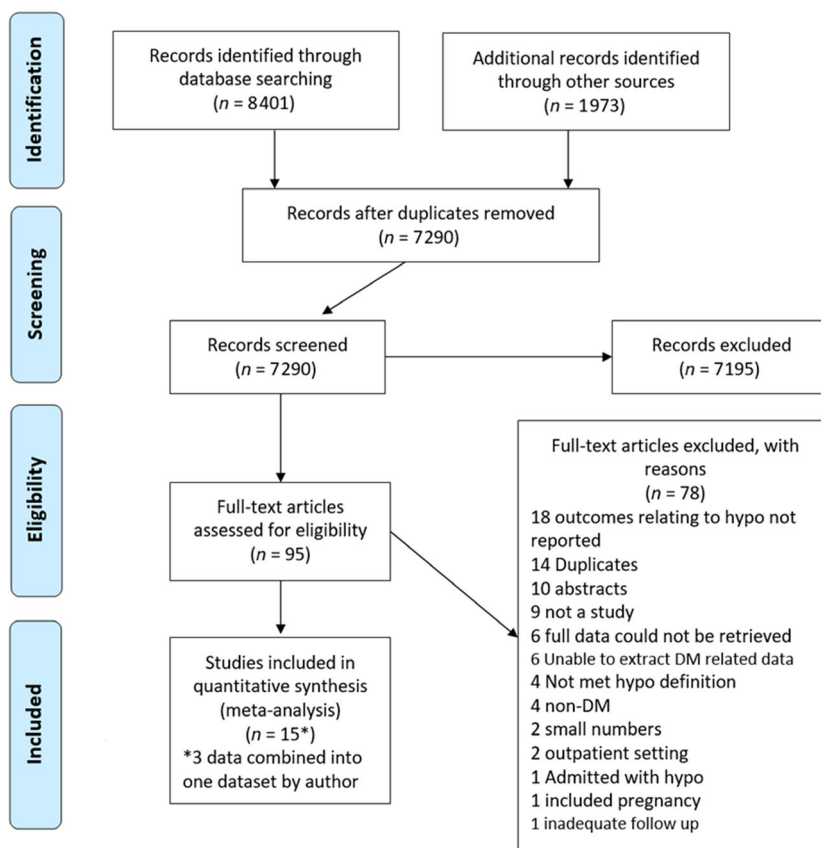 Identification
Records identified through
database searching
(n = 8401)
Additional records identified
through other sources
(n = 1973)
Records after duplicates removed
(n = 7290)
Screening
Records screened
(n = 7290)
Records excluded
(n = 7195)
Eligibility
Full-text articles
assessed for eligibility
(n = 95)
Full-text articles excluded, with
reasons
(n = 78)
18 outcomes relating to hypo not
reported
14 Duplicates
10 abstracts
9 not a study
6 full data could not be retrieved
6 Unable to extract DM related data
4 Not met hypo definition
4 non-DM
2 small numbers
2 outpatient setting
1 Admitted with hypo
1 included pregnancy
1 inadequate follow up
Included
Studies included in
quantitative synthesis
(meta-analysis)
(n = 15*)
*3 data combined into
one dataset by author